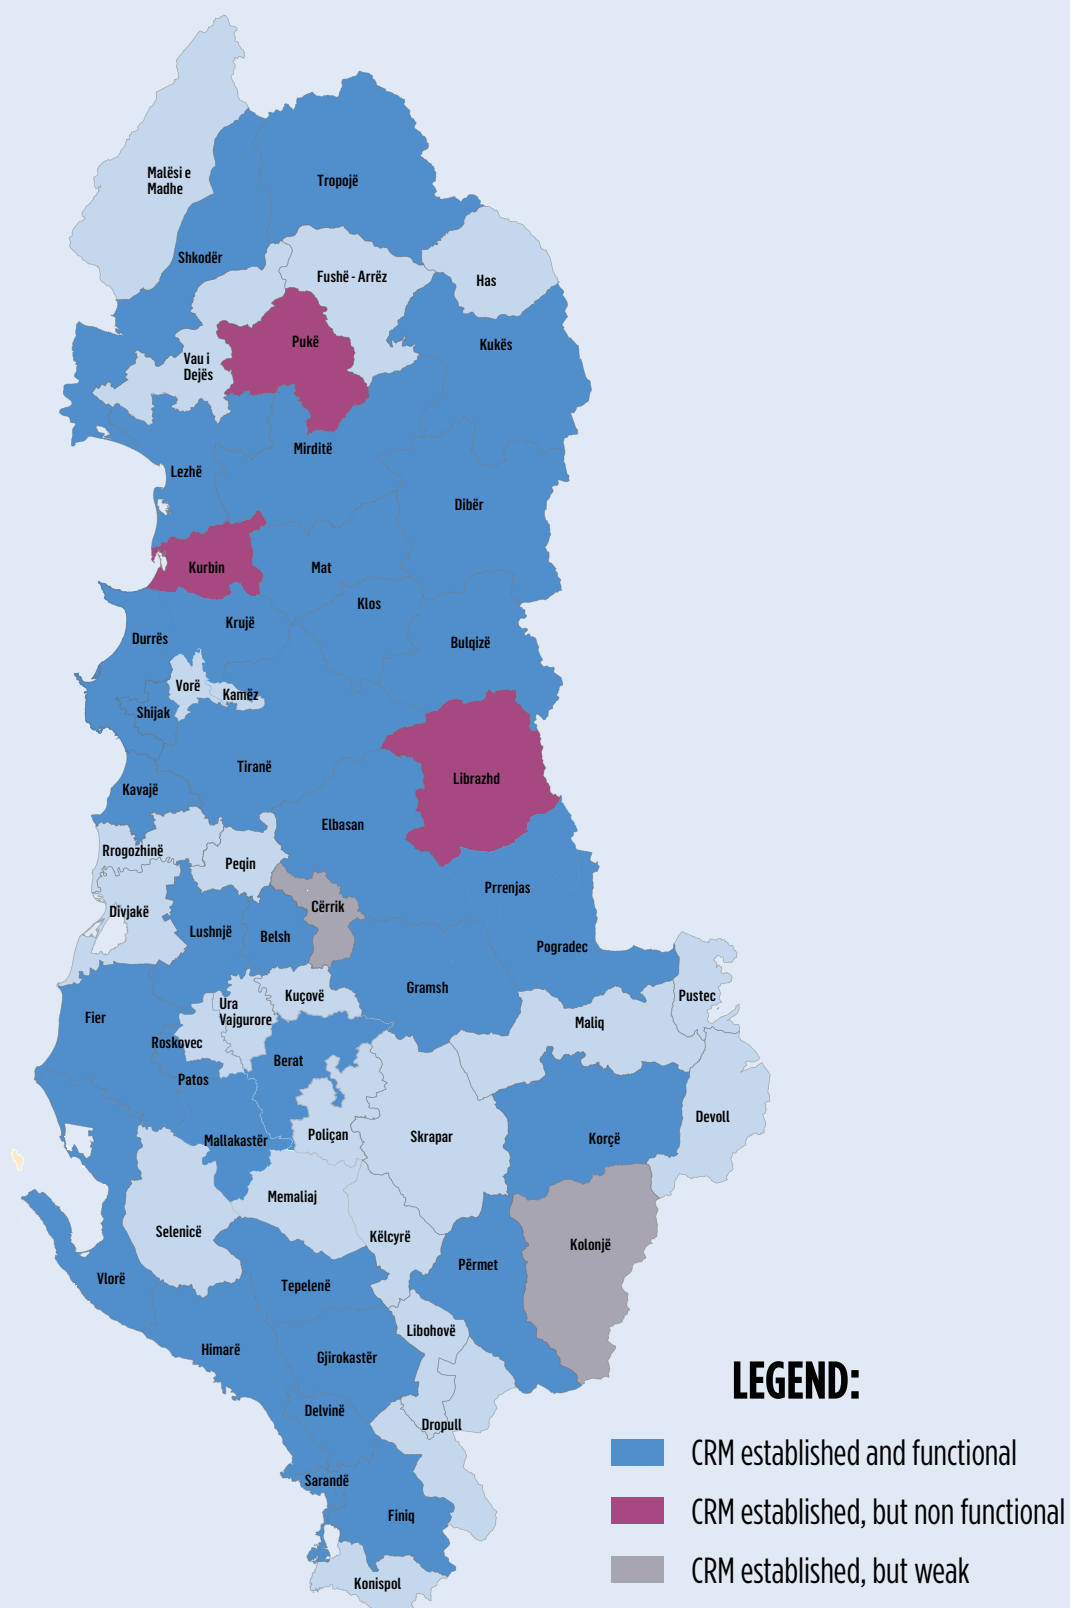 Malësi e
Madhe
Tropojë
Shkodër
Fushë - Arrëz
Has
Pukë
Kukës
Vau i
Dejës
Mirditë
Lezhë
Dibër
Kurbin
Mat
Klos
Krujë
Durrës
Bulqizë
Vorë
Kamëz
Shijak
Tiranë
Librazhd
Kavajë
Elbasan
Rrogozhinë
Peqin
Prrenjas
Cërrik
Divjakë
Lushnjë
Belsh
Pogradec
Gramsh
Kuçovë
Pustec
Ura
Vajgurore
Fier
Maliq
Roskovec
Berat
Patos
Devoll
Poliçan
Skrapar
Korçë
Mallakastër
Memaliaj
Selenicë
Këlcyrë
Kolonjë
Përmet
Vlorë
Tepelenë
Libohovë
Himarë
Gjirokastër
Delvinë
Dropull
Sarandë
Finiq
Konispol
LEGEND:
CRM established and functional
CRM established, but non functional
CRM established, but weak